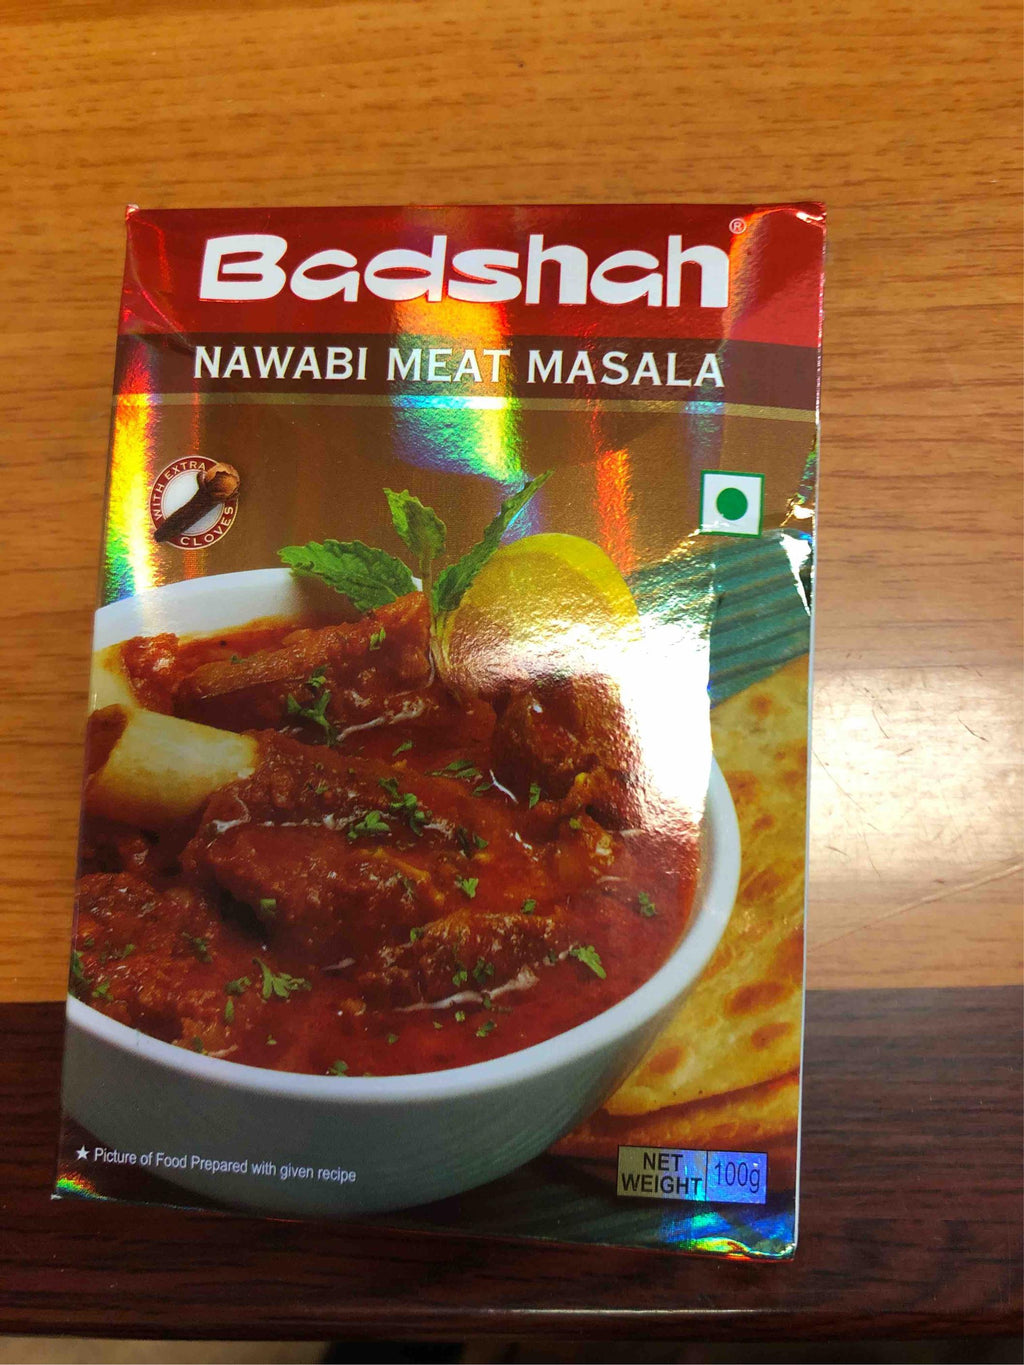 Badshah®
NAWABI MEAT MASALA
WITH EXTRA
CLOVES
★ Picture of Food Prepared with given recipe
NET
WEIGHT
100g